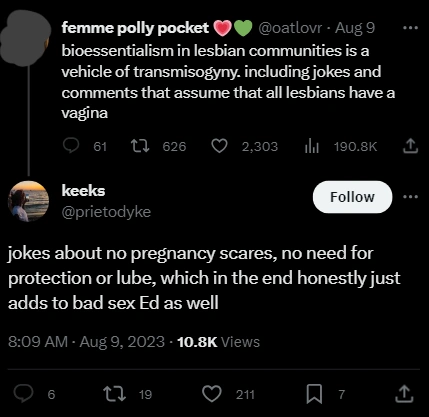 femme polly pocket ❤️💚 @oatlovr · Aug 9 ...
bioessentialism in lesbian communities is a
vehicle of transmisogyny. including jokes and
comments that assume that all lesbians have a
vagina
61 626 2,303 190.8K
keeks
@prietodyke
Follow ...
jokes about no pregnancy scares, no need for
protection or lube, which in the end honestly just
adds to bad sex Ed as well
8:09 AM · Aug 9, 2023 · 10.8K Views
6 19 211 7